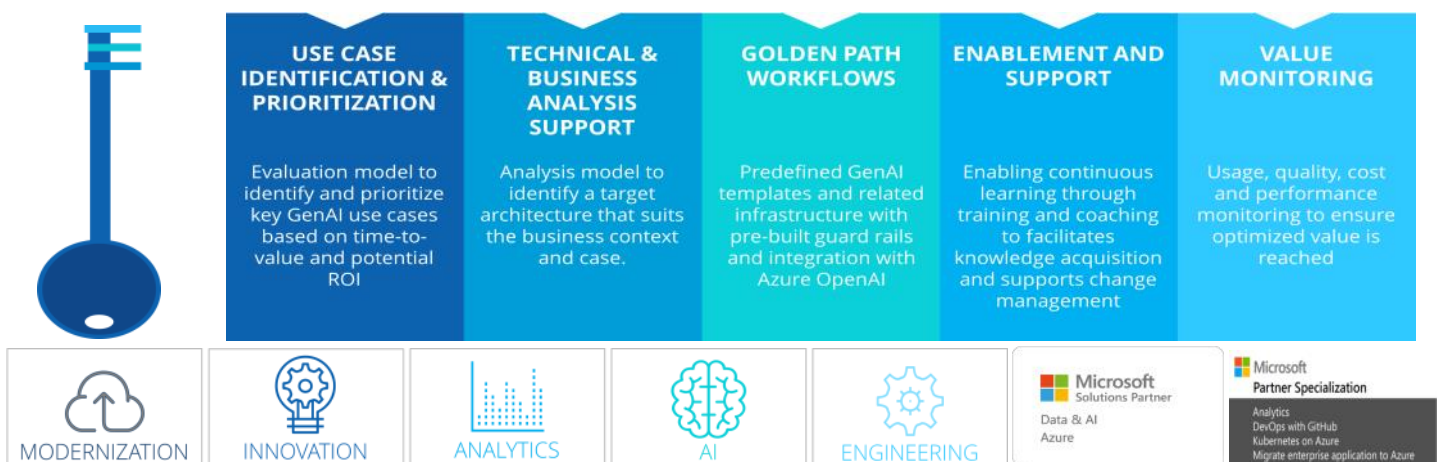 USE CASE
IDENTIFICATION &
PRIORITIZATION
Evaluation model to
identify and prioritize
key GenAI use cases
based on time-to-
value and potential
ROI
TECHNICAL &
BUSINESS
ANALYSIS
SUPPORT
Analysis model to
identify a target
architecture that suits
the business context
and case.
GOLDEN PATH
WORKFLOWS
Predefined GenAI
templates and related
infrastructure with
pre-built guard rails
and integration with
Azure OpenAI
ENABLEMENT AND
SUPPORT
Enabling continuous
learning through
training and coaching
to facilitates
knowledge acquisition
and supports change
management
VALUE
MONITORING
Usage, quality, cost
and performance
monitoring to ensure
optimized value is
reached
MODERNIZATION
INNOVATION
ANALYTICS
AI
ENGINEERING
Microsoft
Solutions Partner
Data & AI
Azure
Microsoft
Partner Specialization
Analytics
DevOps with GitHub
Kubernetes on Azure
Migrate enterprise application to Azure